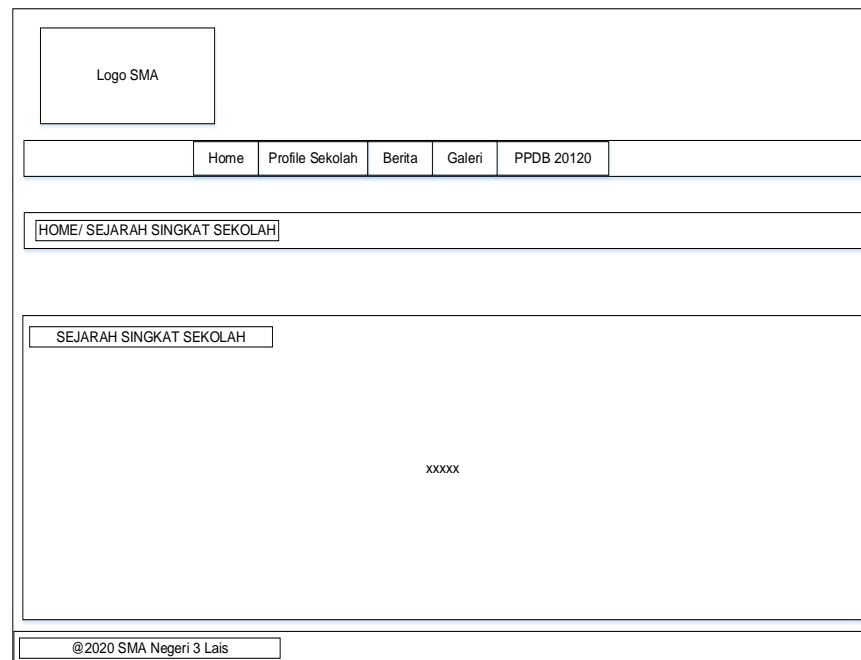 Logo SMA
Home Profile Sekolah Berita Galeri PPDB 20120
HOME/ SEJARAH SINGKAT SEKOLAH
SEJARAH SINGKAT SEKOLAH
xxxxx
@2020 SMA Negeri 3 Lais